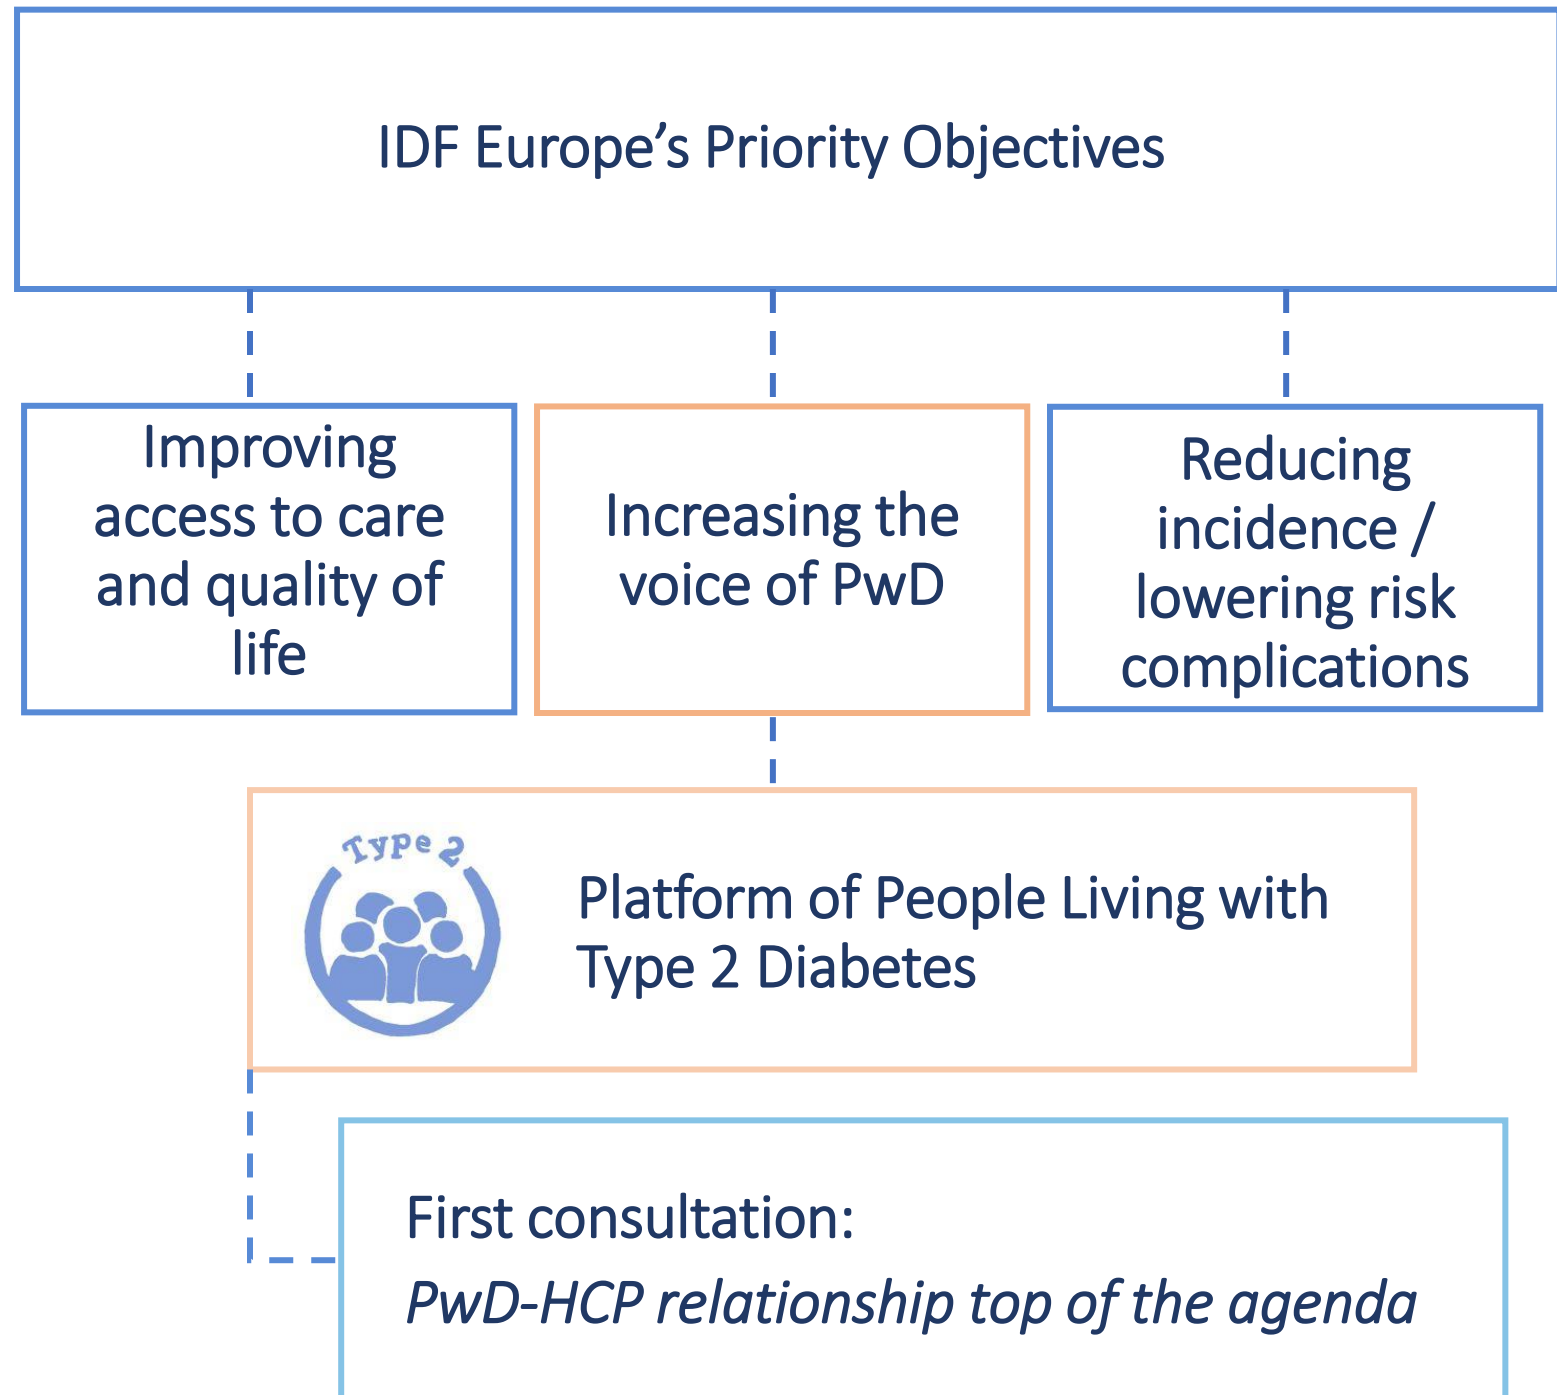 IDF Europe’s Priority Objectives
Improving
access to care
and quality of
life
Increasing the
voice of PwD
Reducing
incidence /
lowering risk
complications
Type 2
Platform of People Living with
Type 2 Diabetes
First consultation:
PwD-HCP relationship top of the agenda